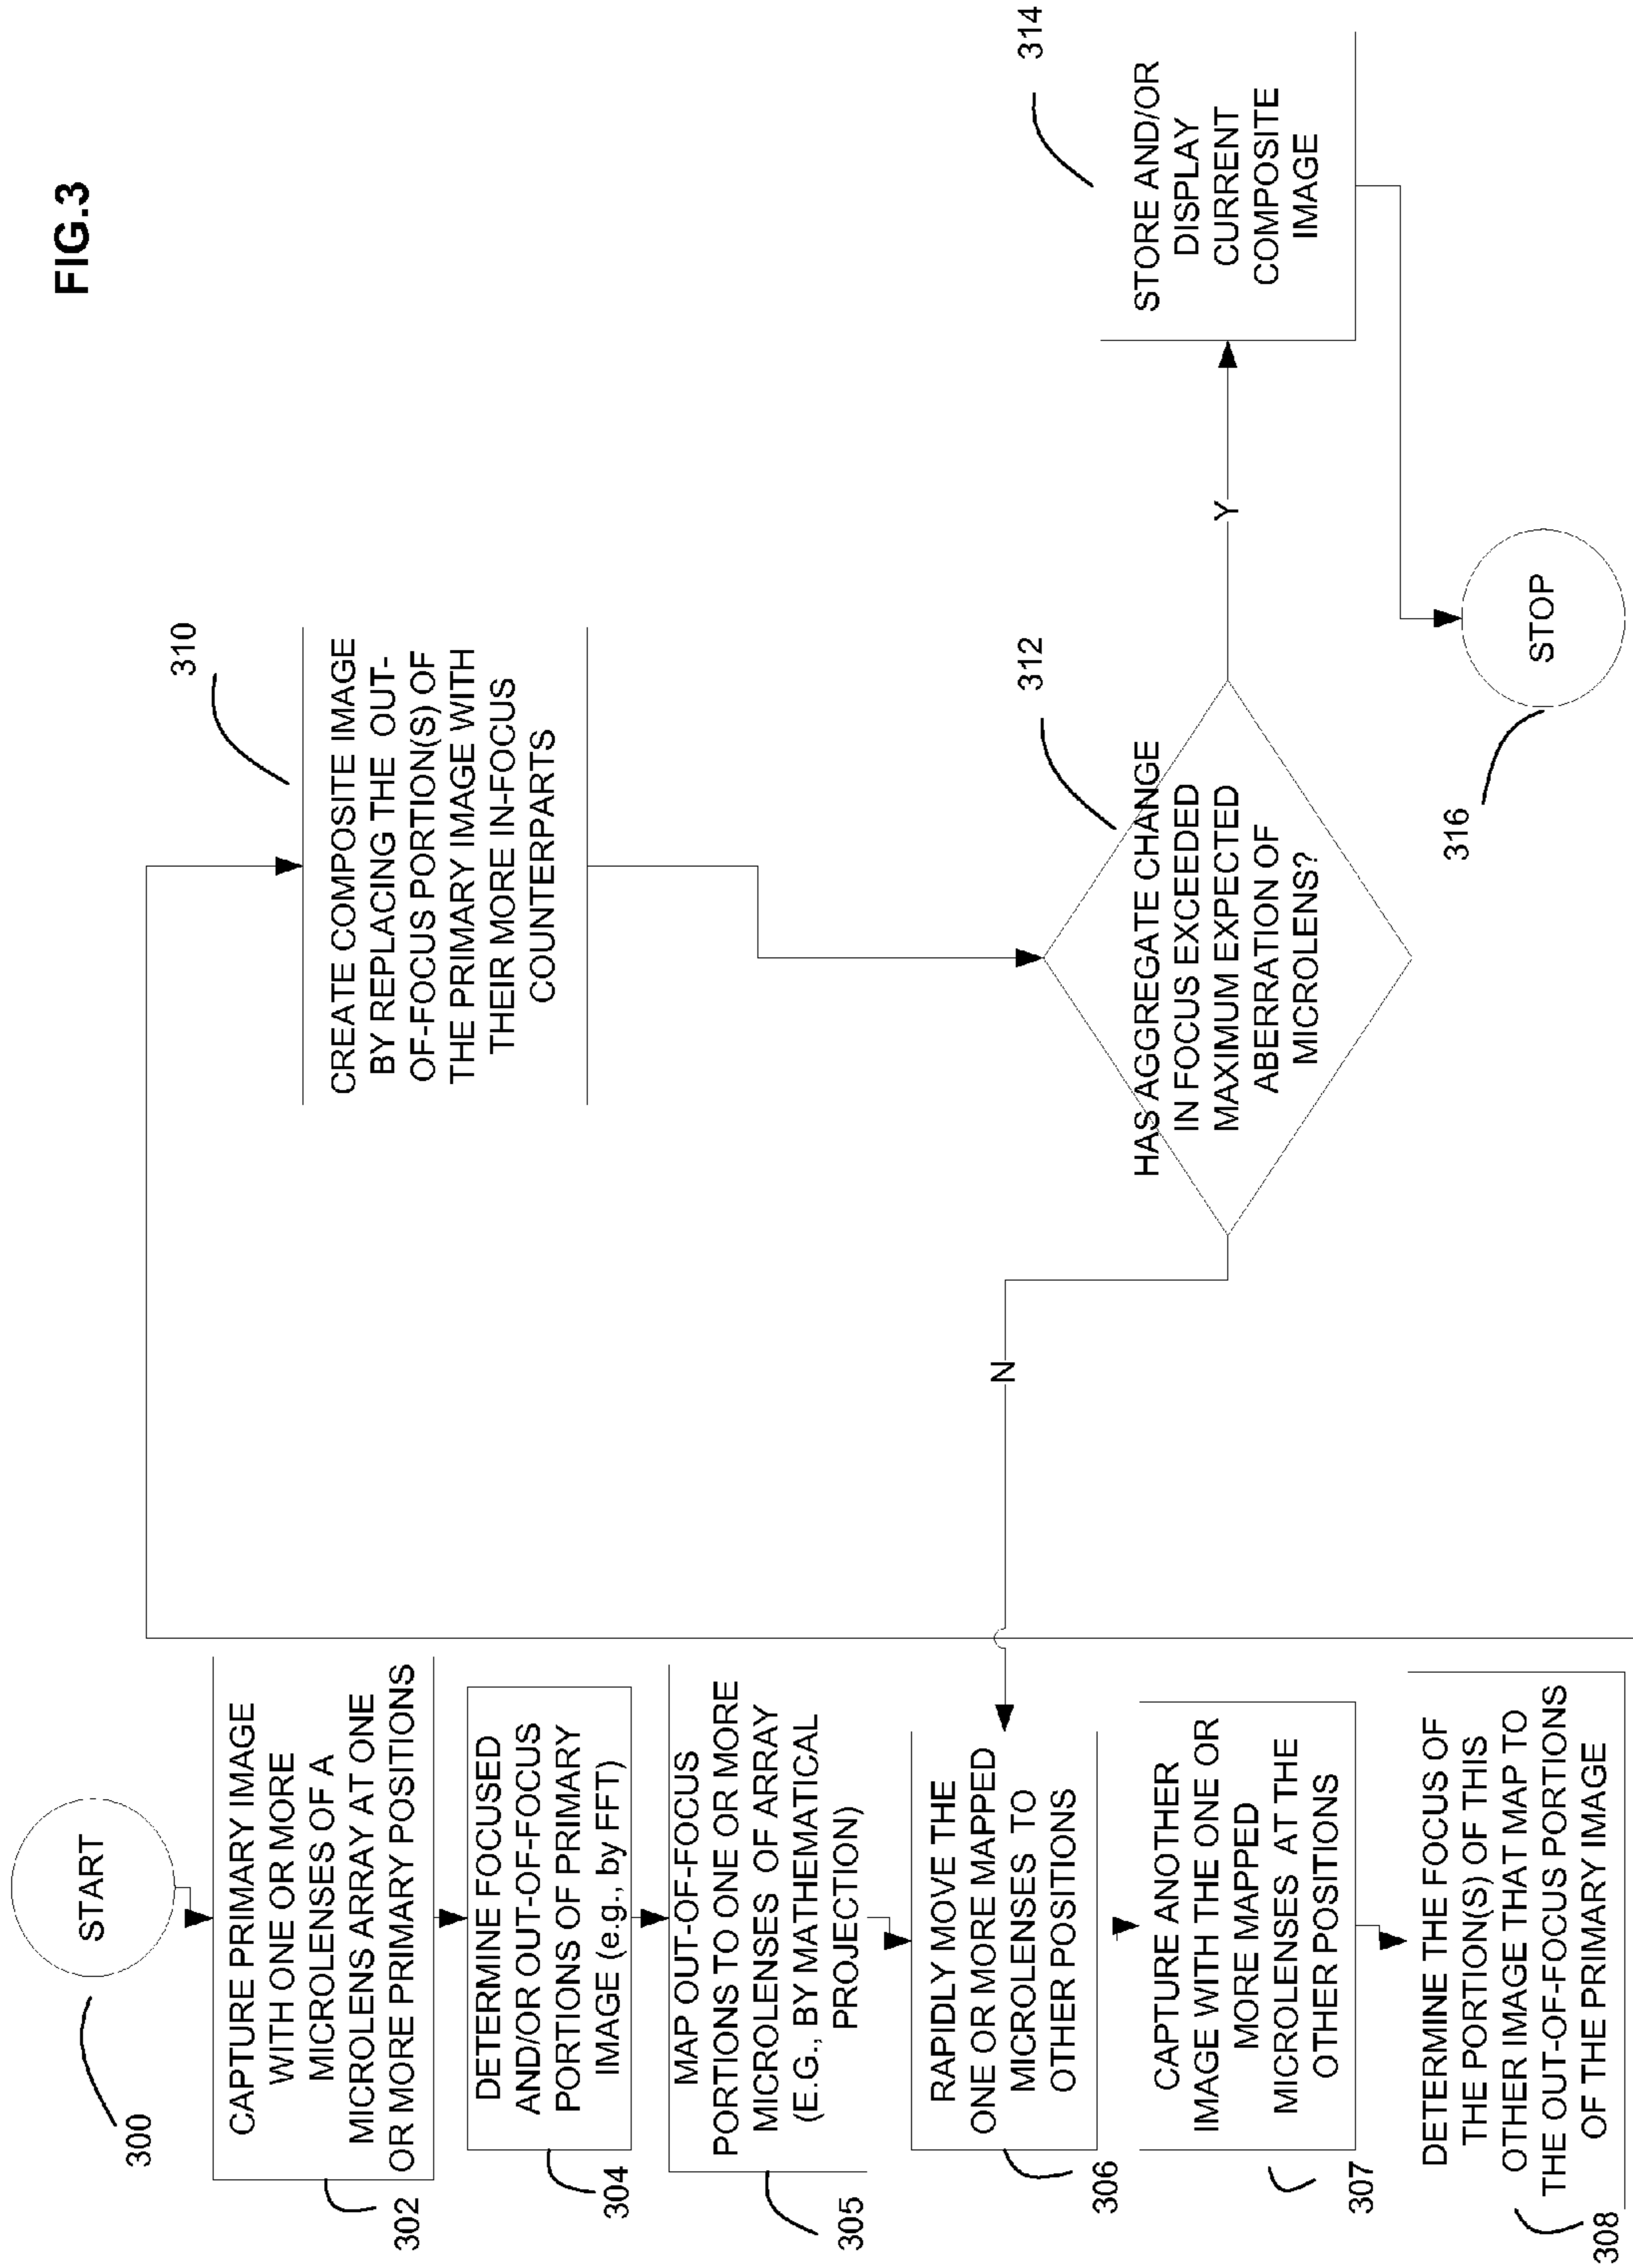 FIG.3
START
300
CAPTURE PRIMARY IMAGE
WITH ONE OR MORE
MICROLENSES OF A
MICROLENS ARRAY AT ONE
OR MORE PRIMARY POSITIONS
302
DETERMINE FOCUSED
AND/OR OUT-OF-FOCUS
PORTIONS OF PRIMARY
IMAGE (e.g., by FFT)
304
MAP OUT-OF-FOCUS
PORTIONS TO ONE OR MORE
MICROLENSES OF ARRAY
(E.G., BY MATHEMATICAL
PROJECTION)
305
RAPIDLY MOVE THE
ONE OR MORE MAPPED
MICROLENSES TO
OTHER POSITIONS
306
CAPTURE ANOTHER
IMAGE WITH THE ONE OR
MORE MAPPED
MICROLENSES AT THE
OTHER POSITIONS
307
DETERMINE THE FOCUS OF
THE PORTION(S) OF THIS
OTHER IMAGE THAT MAP TO
THE OUT-OF-FOCUS PORTIONS
OF THE PRIMARY IMAGE
308
310
CREATE COMPOSITE IMAGE
BY REPLACING THE OUT-
OF-FOCUS PORTION(S) OF
THE PRIMARY IMAGE WITH
THEIR MORE IN-FOCUS
COUNTERPARTS
312
HAS AGGREGATE CHANGE
IN FOCUS EXCEEDED
MAXIMUM EXPECTED
ABERRATION OF
MICROLENS?
N
Y
314
STORE AND/OR
DISPLAY
CURRENT
COMPOSITE
IMAGE
STOP
316